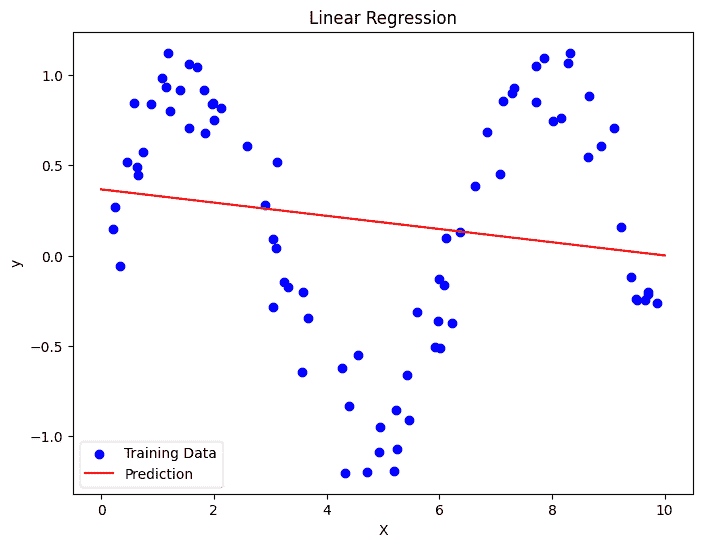 Linear Regression
1.0
0.5
0.0
−0.5
−1.0
y
Training Data
Prediction
0 2 4 6 8 10
X